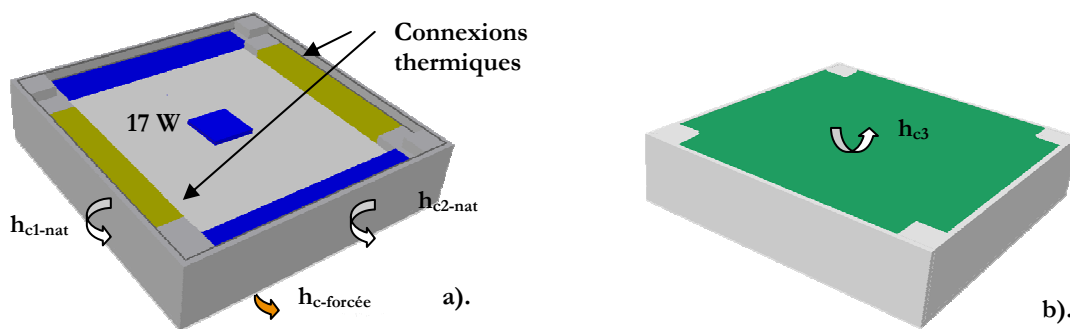 Connexions
thermiques
17 W
hc3
hc1-nat
hc2-nat
hc-forcée
a).
b).